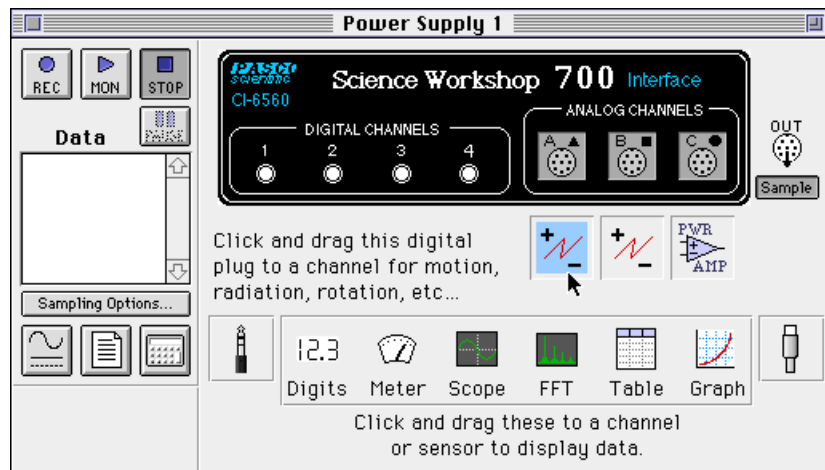 Power Supply 1
REC MON STOP
PAUSE
Data
Sampling Options...
PASCO
scientific
CI-6560
Science Workshop 700 Interface
DIGITAL CHANNELS
1 2 3 4
ANALOG CHANNELS
A B C
OUT
Sample
Click and drag this digital
plug to a channel for motion,
radiation, rotation, etc...
+ - + - PWR
AMP
12.3
Digits Meter Scope FFT Table Graph
Click and drag these to a channel
or sensor to display data.